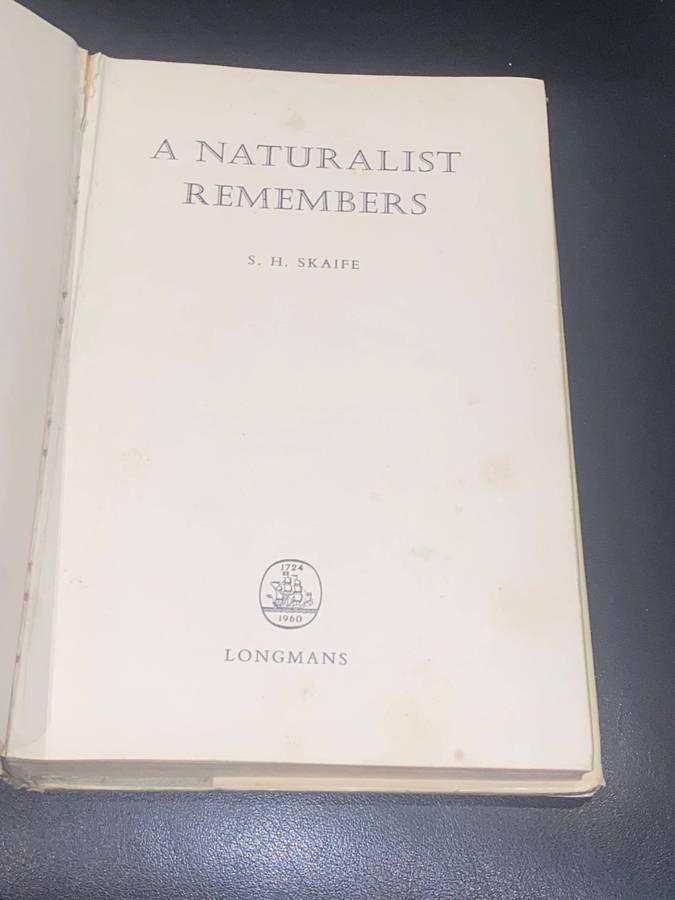 A NATURALIST
REMEMBERS
S. H. SKAIFE
1724
1960
LONGMANS